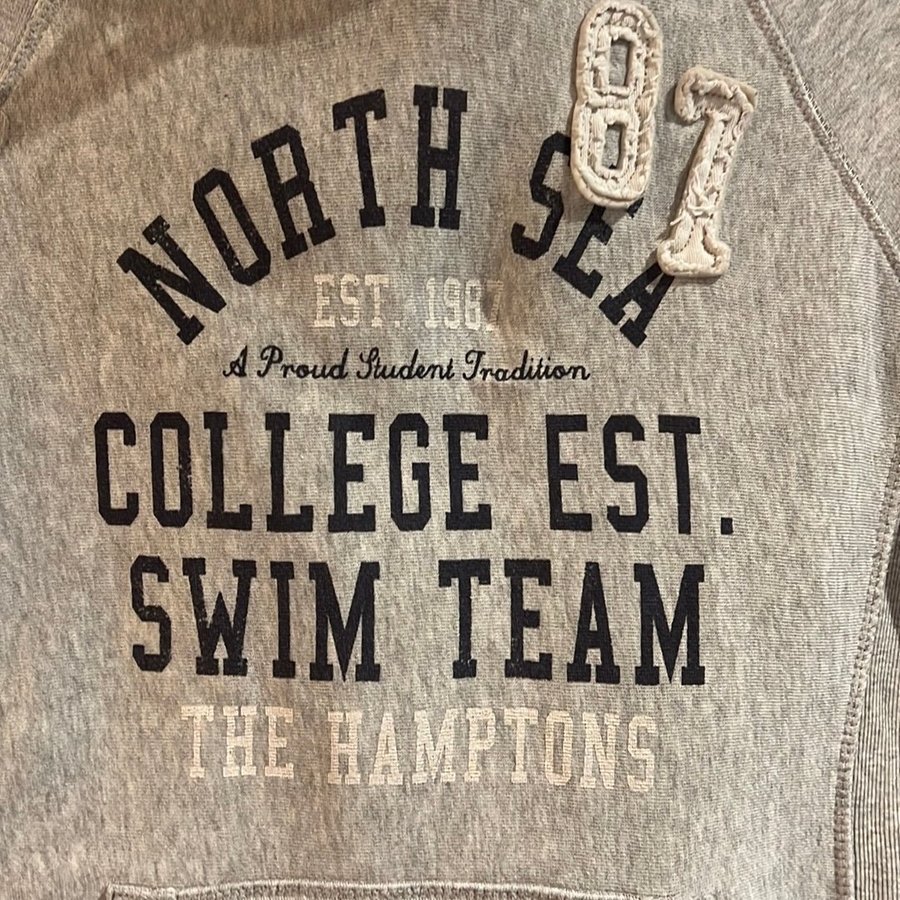 87
NORTH SEA
EST. 1987
A Proud Student Tradition
COLLEGE EST.
SWIM TEAM
THE HAMPTONS